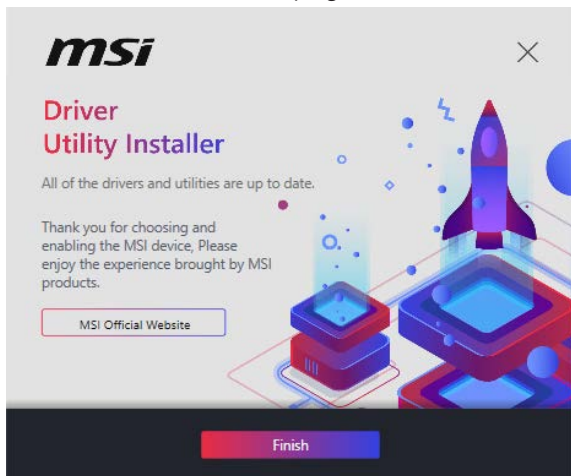 msi
Driver
Utility Installer
All of the drivers and utilities are up to date.
Thank you for choosing and
enabling the MSI device, Please
enjoy the experience brought by MSI
products.
MSI Official Website
Finish